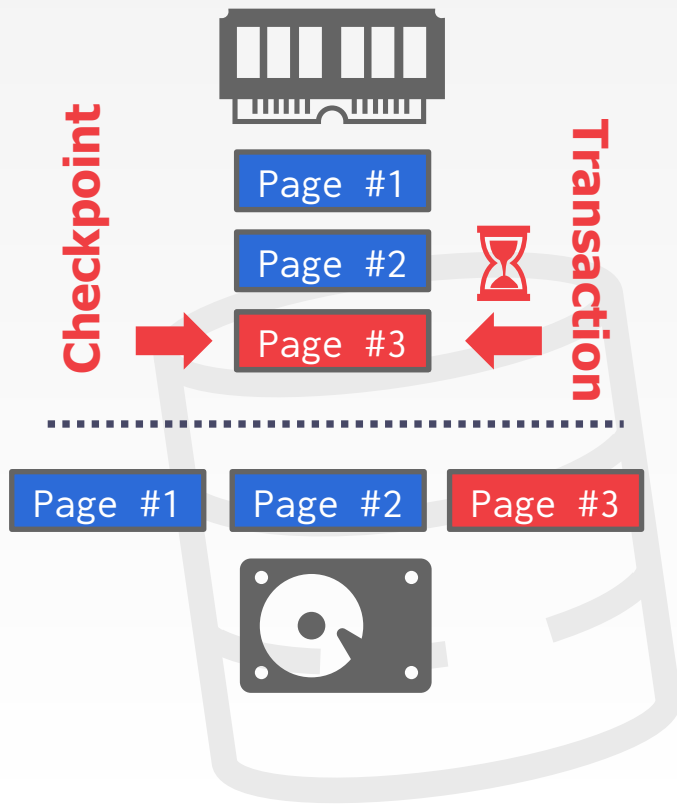 Checkpoint
Transaction
Page #1
Page #2
Page #3
Page #1
Page #2
Page #3